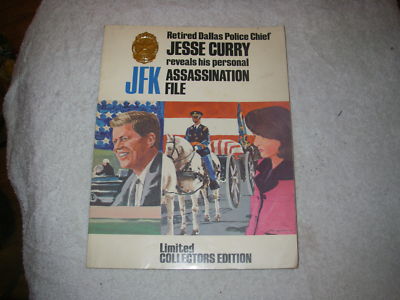 Retired Dallas Police Chief
JESSE CURRY
reveals his personal
JFK ASSASSINATION
FILE
Limited
COLLECTORS EDITION